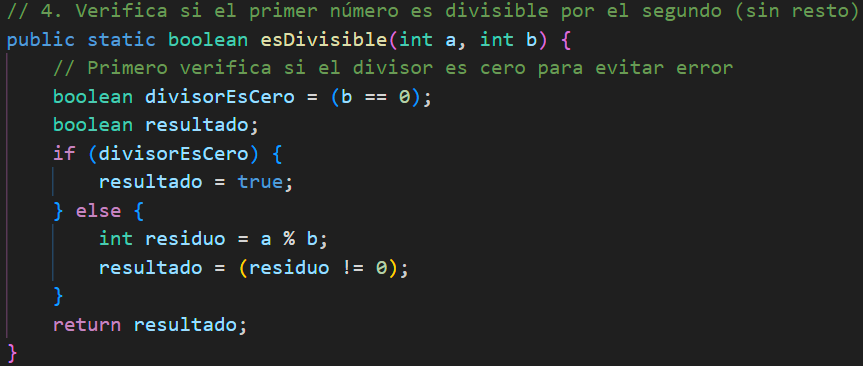 // 4. Verifica si el primer número es divisible por el segundo (sin resto)
public static boolean esDivisible(int a, int b) {
    // Primero verifica si el divisor es cero para evitar error
    boolean divisorEsCero = (b == 0);
    boolean resultado;
    if (divisorEsCero) {
        resultado = true;
    } else {
        int residuo = a % b;
        resultado = (residuo != 0);
    }
    return resultado;
}